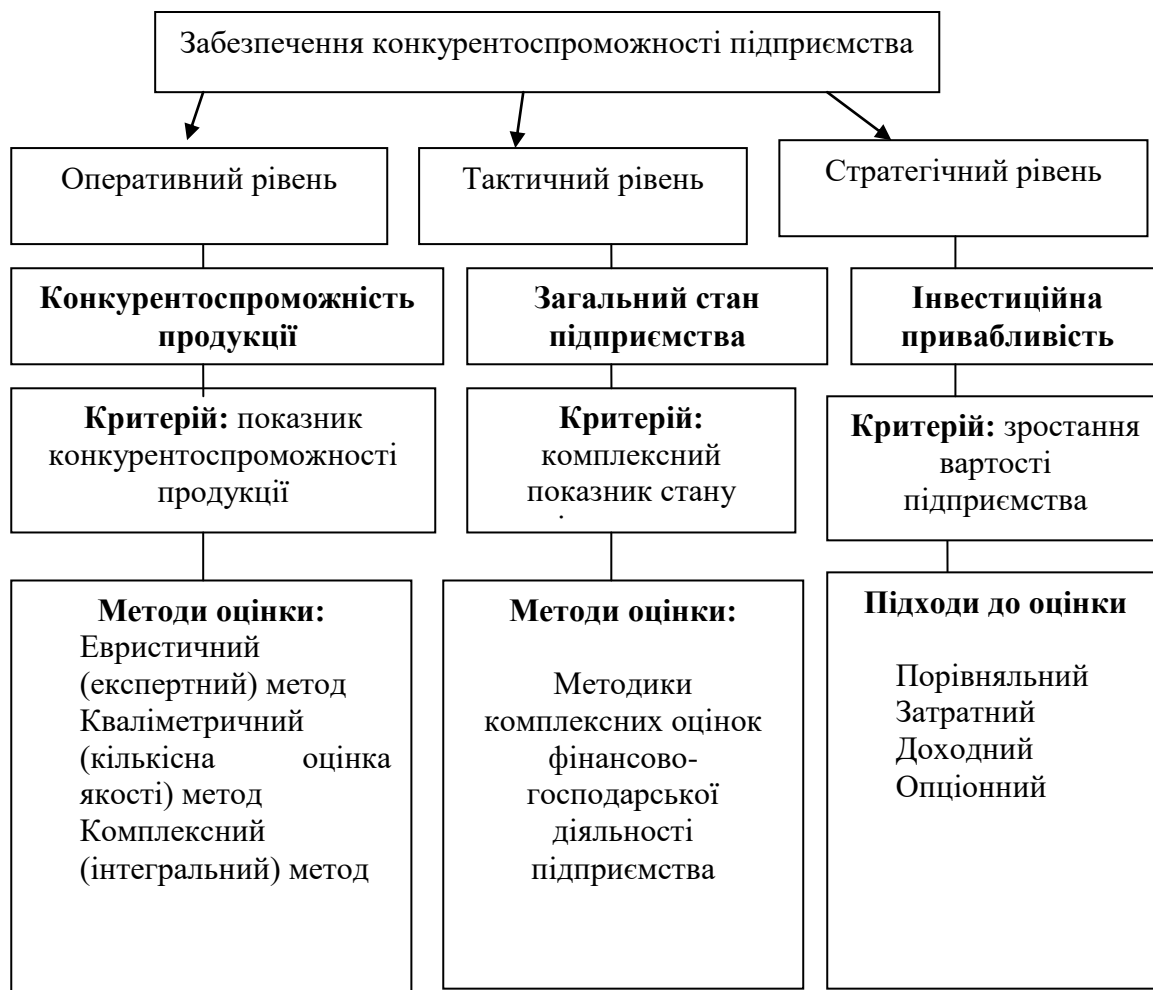 Забезпечення конкурентоспроможності підприємства
Оперативний рівень
Тактичний рівень
Стратегічний рівень
Конкурентоспроможність
продукції
Загальний стан
підприємства
Інвестиційна
привабливість
Критерій: показник
конкурентоспроможності
продукції
Критерій:
комплексний
показник стану
Критерій: зростання
вартості
підприємства
Методи оцінки:
Евристичний
(експертний) метод
Кваліметричний
(кількісна оцінка
якості) метод
Комплексний
(інтегральний) метод
Методи оцінки:
Методики
комплексних оцінок
фінансово-
господарської
діяльності
підприємства
Підходи до оцінки
Порівняльний
Затратний
Доходний
Опціонний